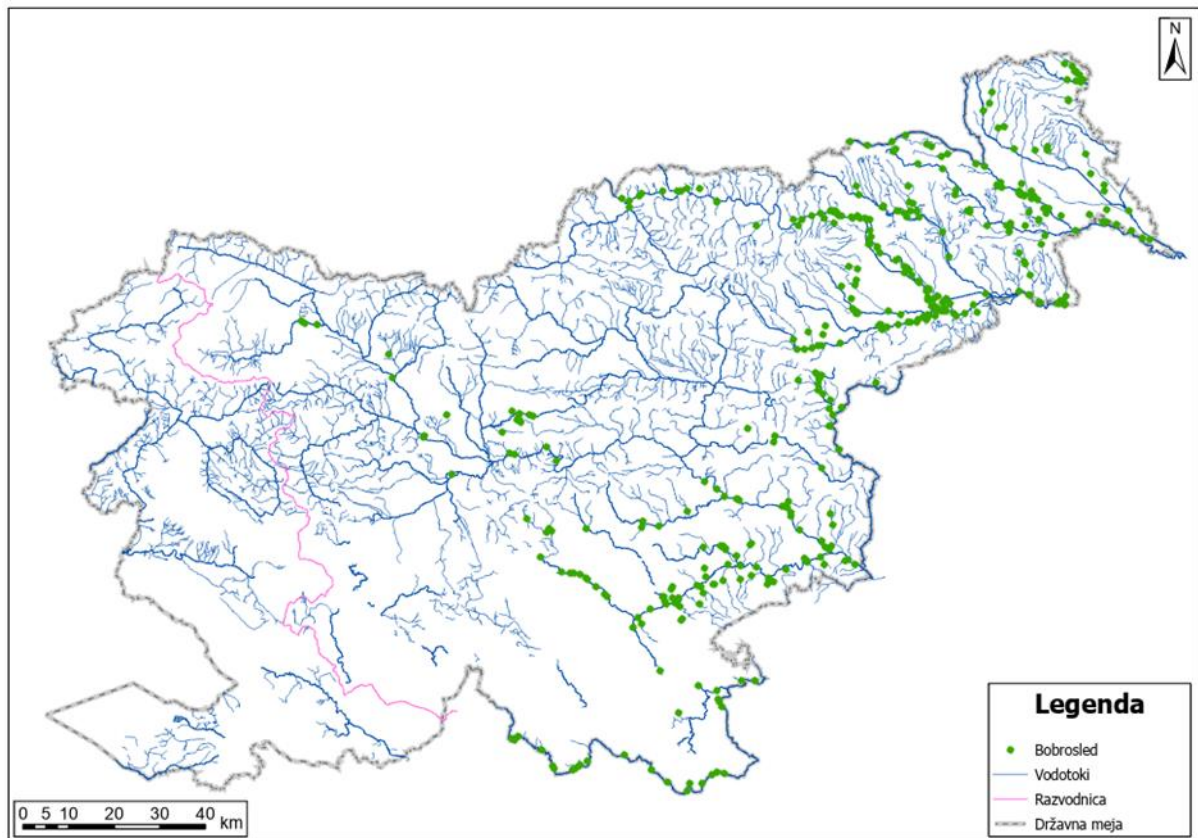 N
Legenda
Bobrosled
Vodotoki
Razvodnica
Državna meja
0 5 10 20 30 40 km